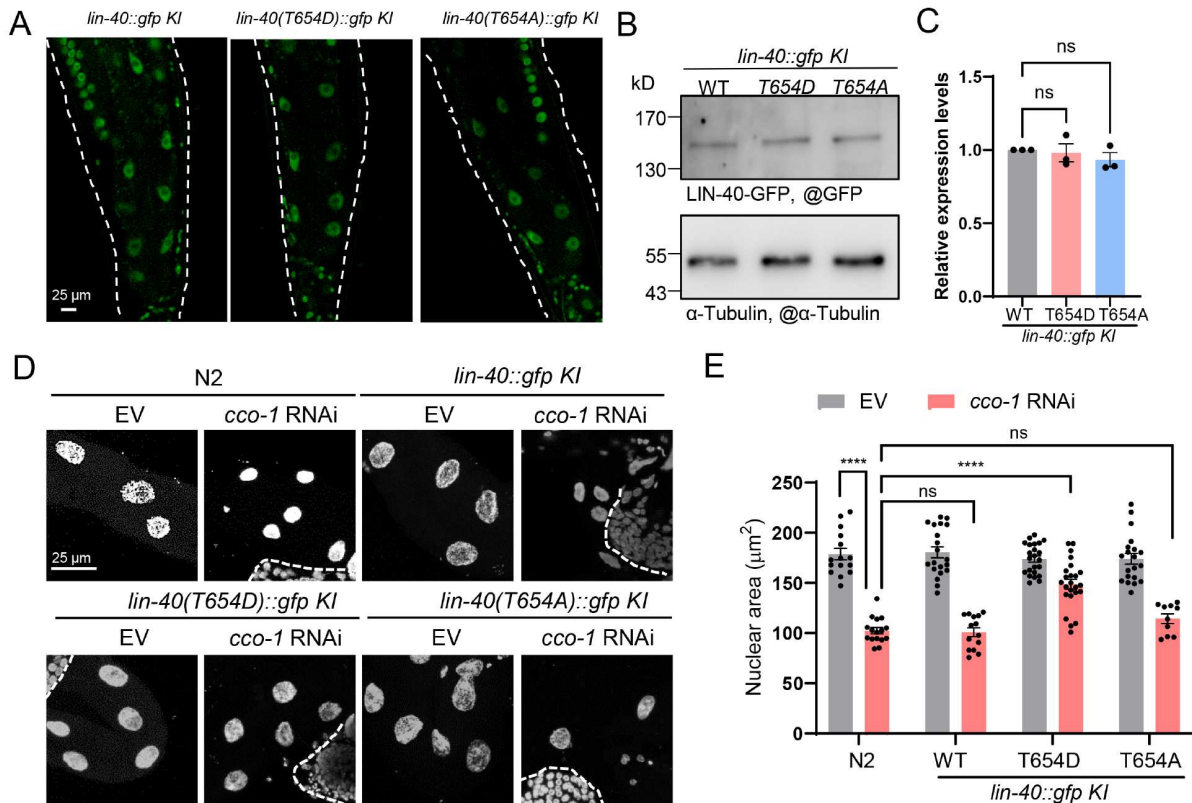 A
lin-40::gfp KI
lin-40(T654D)::gfp KI
lin-40(T654A)::gfp KI
25 μm
B
lin-40::gfp KI
kD
WT
T654D
T654A
170
130
LIN-40-GFP, @GFP
55
43
α-Tubulin, @α-Tubulin
C
Relative expression levels
1.5
1.0
0.5
0.0
ns
ns
WT T654D T654A
lin-40::gfp KI
D
N2
lin-40::gfp KI
EV
cco-1 RNAi
EV
cco-1 RNAi
25 μm
lin-40(T654D)::gfp KI
lin-40(T654A)::gfp KI
EV
cco-1 RNAi
EV
cco-1 RNAi
E
EV
cco-1 RNAi
ns
****
****
ns
Nuclear area (μm²)
250
200
150
100
50
0
N2
WT
T654D
T654A
lin-40::gfp KI